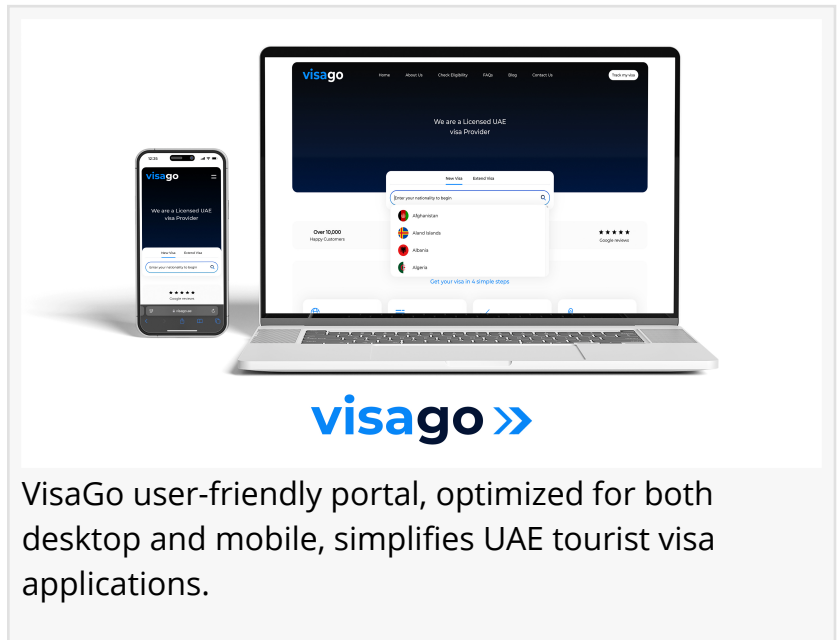 12:25
visago
We are a Licensed UAE
visa Provider
New Visa Extend Visa
Enter your nationality to begin
★★★★★
Google reviews
visago.ae
visago
Home About Us Check Eligibility FAQs Blog Contact Us
Track my visa
We are a Licensed UAE
visa Provider
New Visa Extend Visa
Enter your nationality to begin
Afghanistan
Aland Islands
Albania
Algeria
Over 10,000
Happy Customers
★★★★★
Google reviews
Get your visa in 4 simple steps
visago »
VisaGo user-friendly portal, optimized for both
desktop and mobile, simplifies UAE tourist visa
applications.